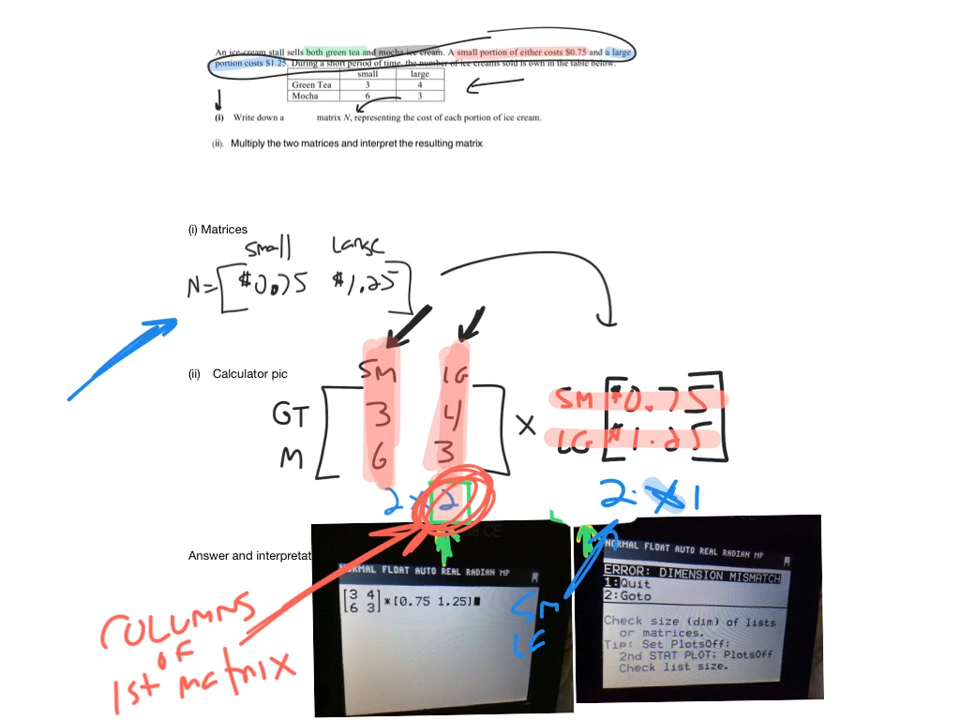 An ice-cream stall sells both green tea and mocha ice cream. A small portion of either costs $0.75 and a large
portion costs $1.25. During a short period of time, the number of ice creams sold is own in the table below.
small large
Green Tea 3 4
Mocha 6 3
(i) Write down a matrix N, representing the cost of each portion of ice cream.
(ii). Multiply the two matrices and interpret the resulting matrix.
(i) Matrices
Small Large
N= [$0.75 $1.25]
(ii) Calculator pic
SM LG
GT 3 4
M 6 3
X
SM $0.75
LG $1.25
2 x 2
2 x 1
Answer and interpretat
CE
NORMAL FLOAT AUTO REAL RADIAN MP
[3 4]
[6 3]*[0.75 1.25]
SM
LG
NORMAL FLOAT AUTO REAL RADIAN MP
ERROR: DIMENSION MISMATCH
1:Quit
2:Goto
Check size (dim) of lists
or matrices.
Tip: Set PlotsOff:
2nd STAT PLOT: PlotsOff
Check list size.
COLUMNS
OF
1st matrix